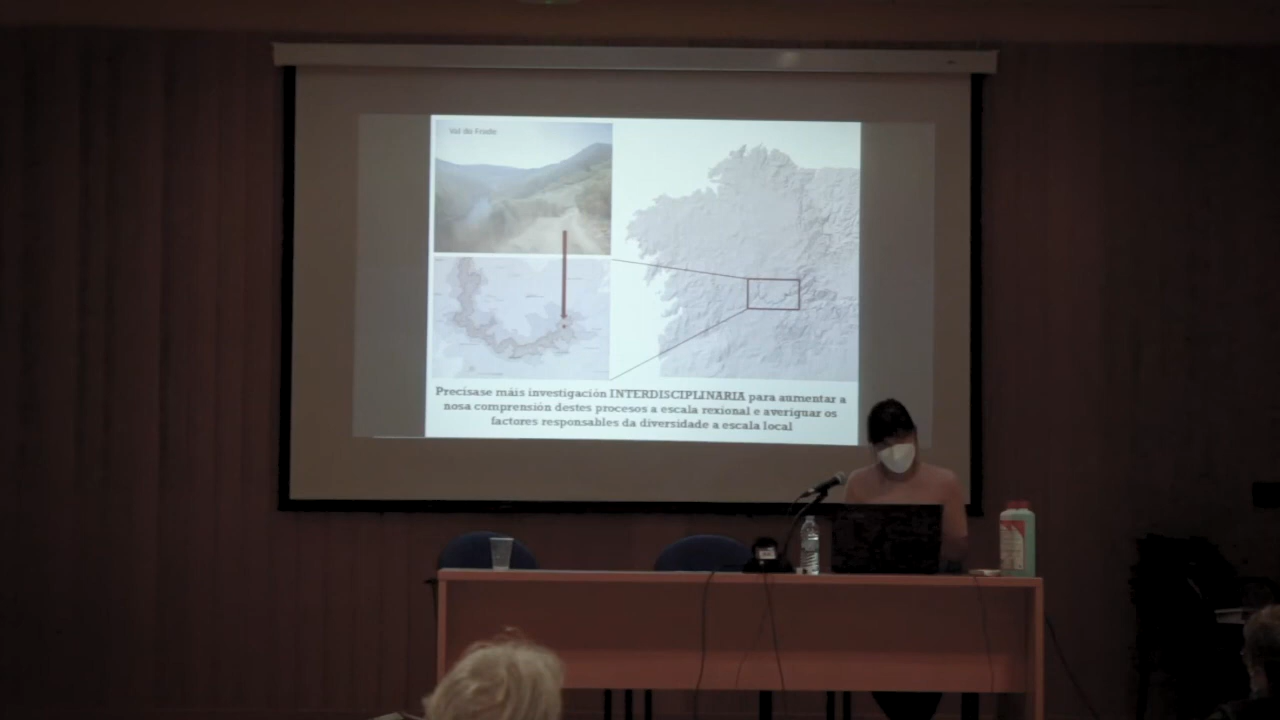 Val do Frade
Precísase máis investigación INTERDISCIPLINARIA para aumentar a
nosa comprensión destes procesos a escala rexional e averiguar os
factores responsables da diversidade a escala local